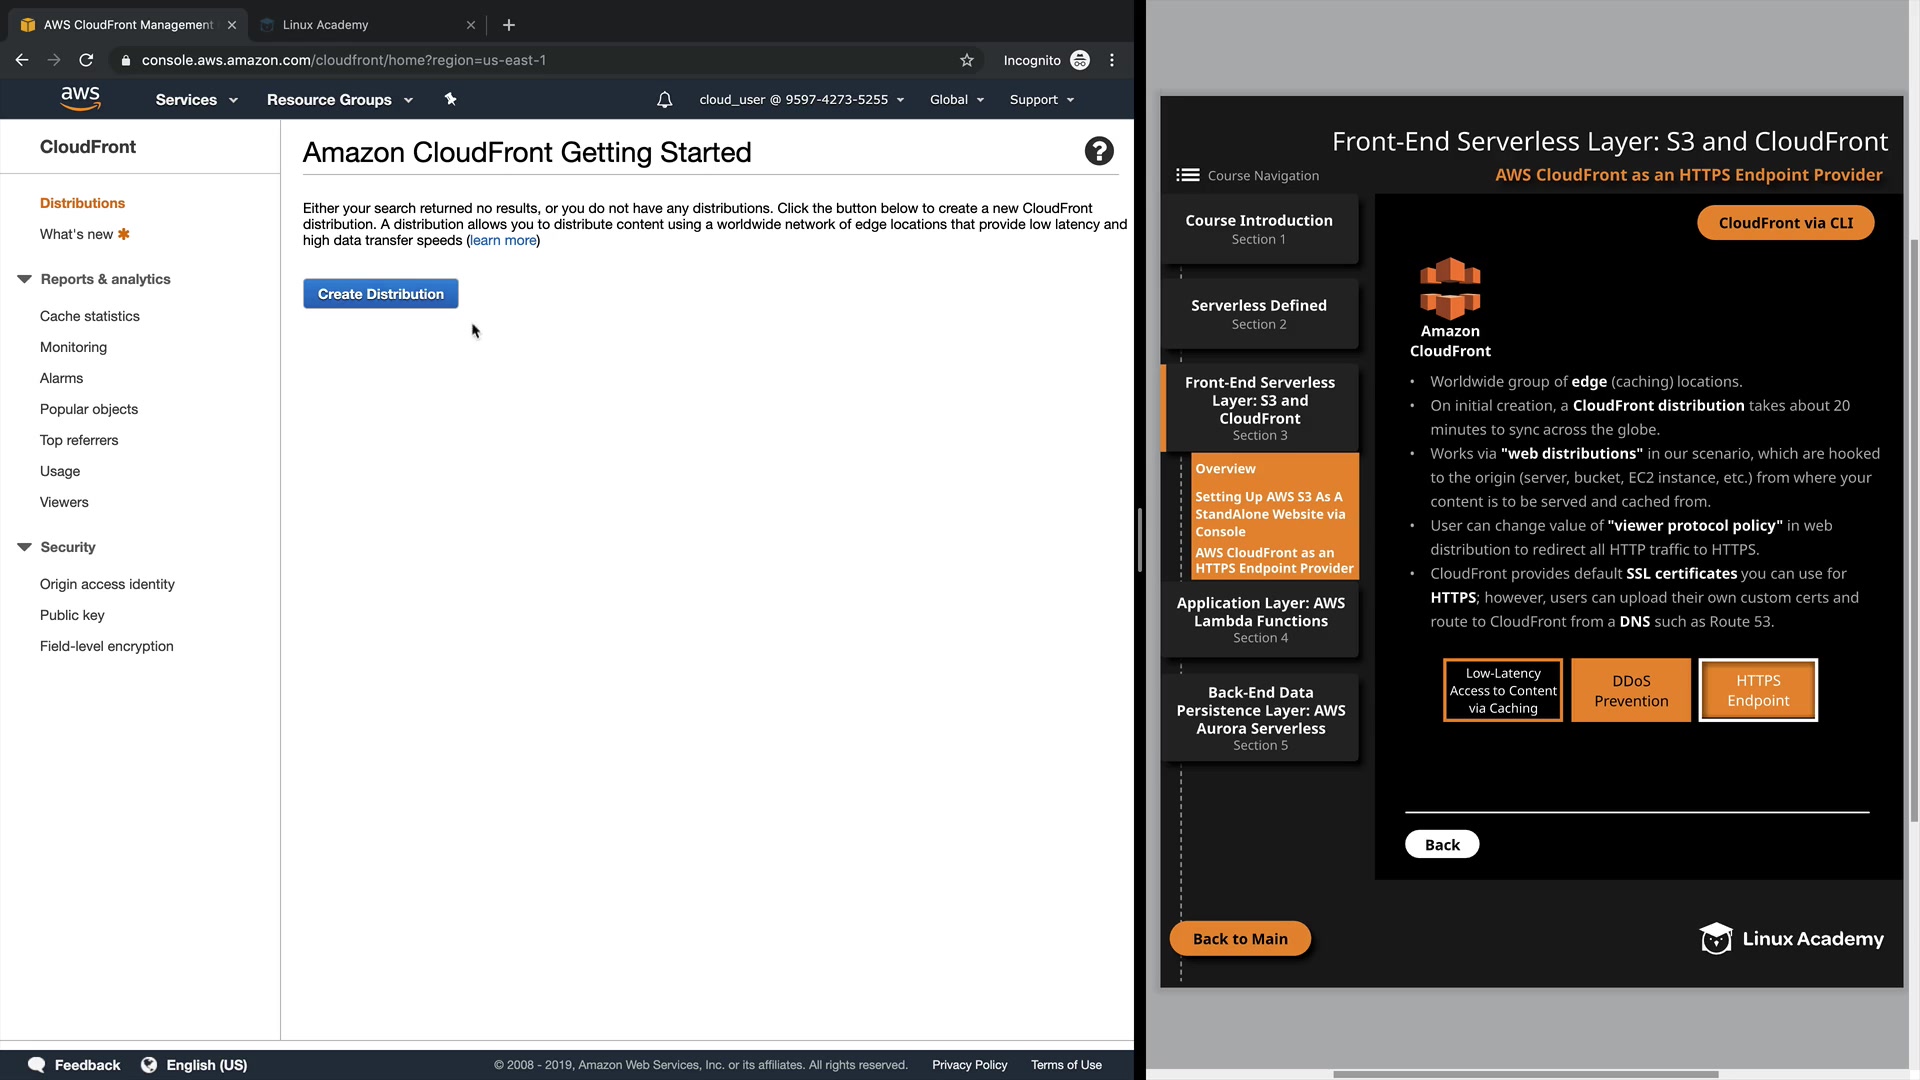 AWS CloudFront Management
Linux Academy
console.aws.amazon.com/cloudfront/home?region=us-east-1
Incognito
aws
Services
Resource Groups
cloud_user @ 9597-4273-5255
Global
Support
CloudFront
Distributions
What's new
Reports & analytics
Cache statistics
Monitoring
Alarms
Popular objects
Top referrers
Usage
Viewers
Security
Origin access identity
Public key
Field-level encryption
Amazon CloudFront Getting Started
?
Either your search returned no results, or you do not have any distributions. Click the button below to create a new CloudFront
distribution. A distribution allows you to distribute content using a worldwide network of edge locations that provide low latency and
high data transfer speeds (learn more)
Create Distribution
Feedback
English (US)
© 2008 - 2019, Amazon Web Services, Inc. or its affiliates. All rights reserved.
Privacy Policy
Terms of Use
Front-End Serverless Layer: S3 and CloudFront
AWS CloudFront as an HTTPS Endpoint Provider
Course Navigation
Course Introduction
Section 1
Serverless Defined
Section 2
Front-End Serverless
Layer: S3 and
CloudFront
Section 3
Overview
Setting Up AWS S3 As A
StandAlone Website via
Console
AWS CloudFront as an
HTTPS Endpoint Provider
Application Layer: AWS
Lambda Functions
Section 4
Back-End Data
Persistence Layer: AWS
Aurora Serverless
Section 5
CloudFront via CLI
Amazon
CloudFront
• Worldwide group of edge (caching) locations.
• On initial creation, a CloudFront distribution takes about 20
minutes to sync across the globe.
• Works via "web distributions" in our scenario, which are hooked
to the origin (server, bucket, EC2 instance, etc.) from where your
content is to be served and cached from.
• User can change value of "viewer protocol policy" in web
distribution to redirect all HTTP traffic to HTTPS.
• CloudFront provides default SSL certificates you can use for
HTTPS; however, users can upload their own custom certs and
route to CloudFront from a DNS such as Route 53.
Low-Latency
Access to Content
via Caching
DDoS
Prevention
HTTPS
Endpoint
Back
Back to Main
Linux Academy